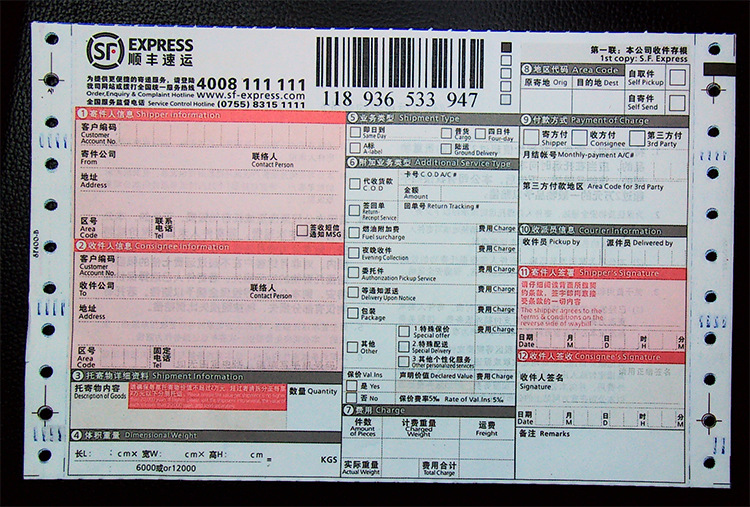 SF EXPRESS
顺丰速运
为提供更便捷的寄递服务，请登陆
我司网站或拨打全国统一服务热线 4008 111 111
Order,Enquiry & Complaint Hotline www.sf-express.com
全国服务监督电话 Service Control Hotline (0755) 8315 1111
118 936 533 947
第一联：本公司收件存根
1st copy: S.F. Express
1 寄件人信息 Shipper Information
客户编码
Customer
Account No.
寄件公司 联络人
From Contact Person
地址
Address
区号 联系
Area 电话 签收短信
Code Tel 通知MSG
2 收件人信息 Consignee Information
客户编码
Customer
Account No.
收件公司 联络人
To Contact Person
地址
Address
区号 固定
Area 电话
Code Tel
3 托寄物详细资料 Shipment Information
托寄物内容
Description of Goods
数量 Quantity
4 体积重量 Dimensional Weight
长L: cm× 宽W: cm× 高H: cm = KGS
6000或or12000
5 业务类型 Shipment Type
即日到 普货 四日件
Same Day Cargo Four-day
A标 陆运
A-label Ground Delivery
6 附加业务类型 Additional Service Type
代收货款 卡号 C.O.D A/C #
C.O.D 金额
Amount
签回单 回单号 Return Tracking #
Return
Receipt Service
燃油附加费 费用 Charge
Fuel surcharge
夜晚收件 费用 Charge
Evening Collection
委托件 费用 Charge
Authorization Pickup Service
等通知派送 费用 Charge
Delivery Upon Notice
包装 费用 Charge
Package
其他
Other
1.特殊保价
Special offer
2.特殊配送
Special Delivery
3.其他个性化服务
Other personalized services
保价 Val.Ins 声明价值 Declared Value 费用 Charge
是 Yes
否 No 保价费率5‰ Rate of Val.Ins: 5‰
7 费用 Charge
件数 计费重量 运费
Amount of Pieces Charged Weight Freight
实际重量 费用合计
Actual Weight Total Charge
8 地区代码 Area Code
原寄地 Orig 目的地 Dest
自取件
Self Pickup
自寄件
Self Send
9 付款方式 Payment of Charge
寄方付 收方付 第三方付
Shipper Consignee 3rd Party
月结帐号 Monthly-payment A/C#
第三方付款地区 Area Code for 3rd Party
10 收派员信息 Courier Information
收件员 Pickup by 派件员 Delivered by
11 寄件人签署 Shipper's Signature
请仔细阅读背面契约
The shipper agrees to the
terms & conditions on the
reverse side of waybill
日期 M D H M
Date 月 日 时 分
12 收件人签收 Consignee's Signature
收件人签名
Signature
日期 M D H M
Date 月 日 时 分
备注 Remarks
SF400-B